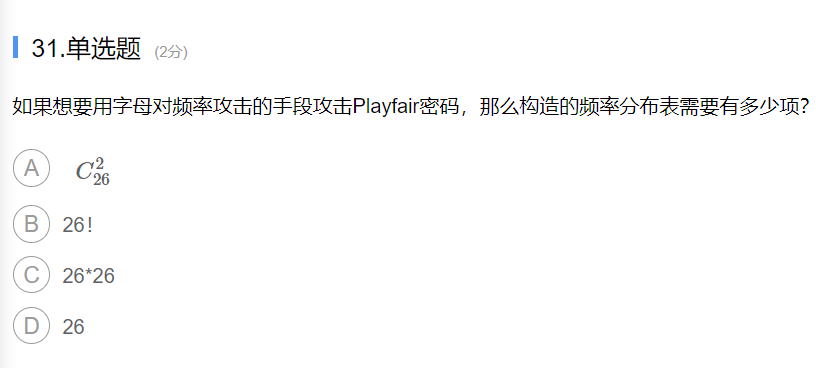 31.单选题 (2分)
如果想要用字母对频率攻击的手段攻击Playfair密码，那么构造的频率分布表需要有多少项?
A $C_{26}^{2}$
B 26！
C 26*26
D 26